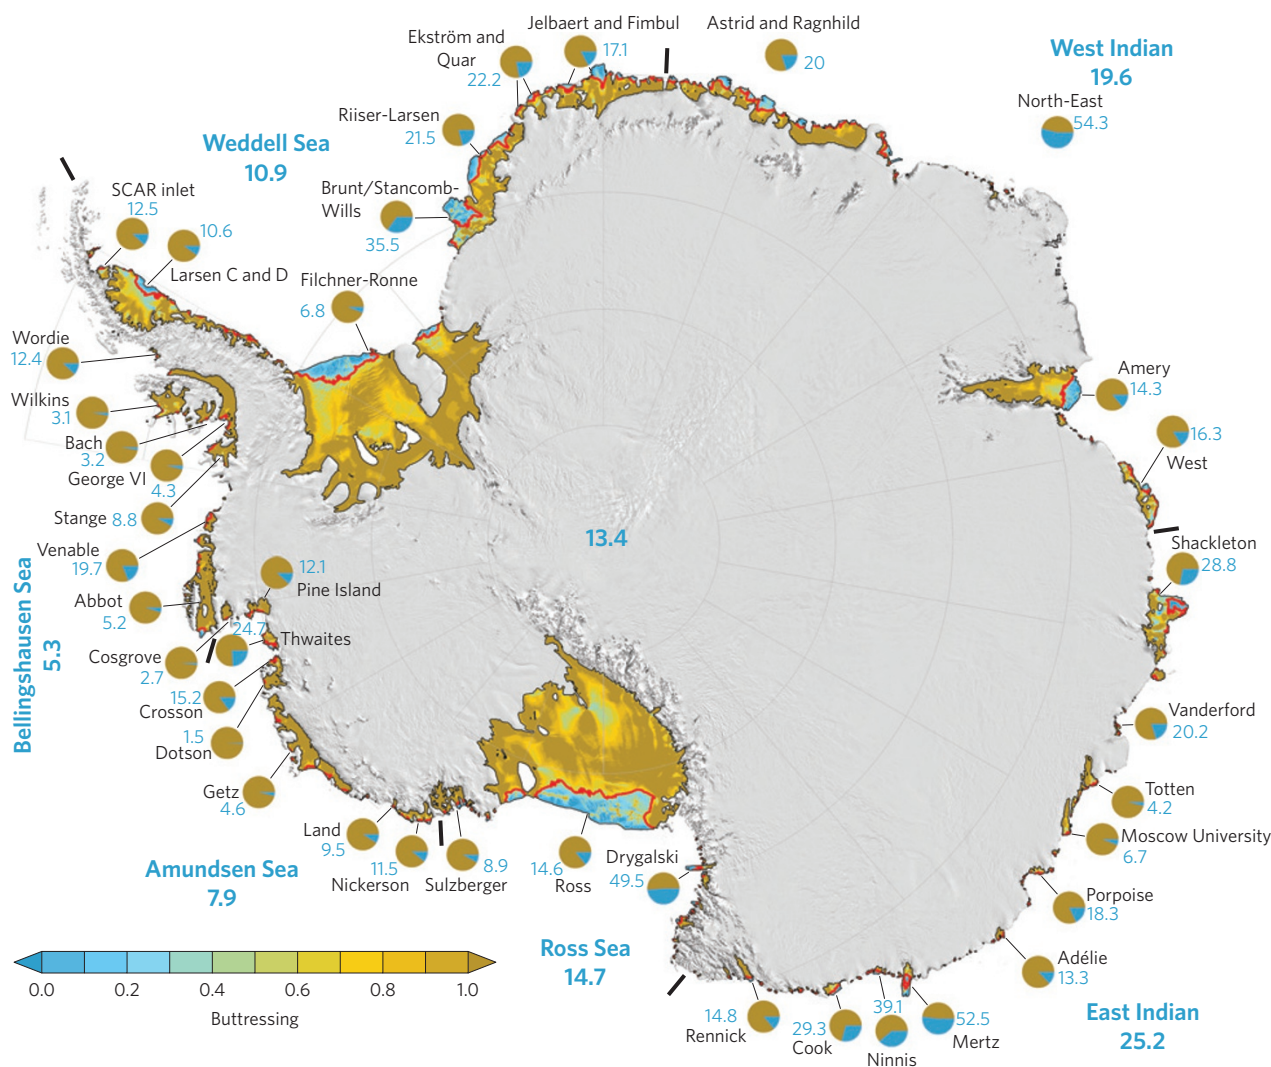 Jelbaert and Fimbul
17.1
Astrid and Ragnhild
20
West Indian
19.6
North-East
54.3
Ekström and
Quar
22.2
Riiser-Larsen
21.5
Weddell Sea
10.9
Brunt/Stancomb-
Wills
35.5
SCAR inlet
12.5
10.6
Larsen C and D
Filchner-Ronne
6.8
Wordie
12.4
Wilkins
3.1
Bach
3.2
George VI
4.3
Stange 8.8
Venable
19.7
Abbot
5.2
Bellingshausen Sea
5.3
Cosgrove
2.7
12.1
Pine Island
24.7
Thwaites
15.2
Crosson
1.5
Dotson
Getz
4.6
13.4
Amery
14.3
16.3
West
Shackleton
28.8
Vanderford
20.2
Totten
4.2
Moscow University
6.7
Porpoise
18.3
Adélie
13.3
East Indian
25.2
Land
9.5
11.5
Nickerson
8.9
Sulzberger
14.6
Ross
Drygalski
49.5
Amundsen Sea
7.9
Ross Sea
14.7
14.8
Rennick
29.3
Cook
39.1
Ninnis
52.5
Mertz
0.0 0.2 0.4 0.6 0.8 1.0
Buttressing